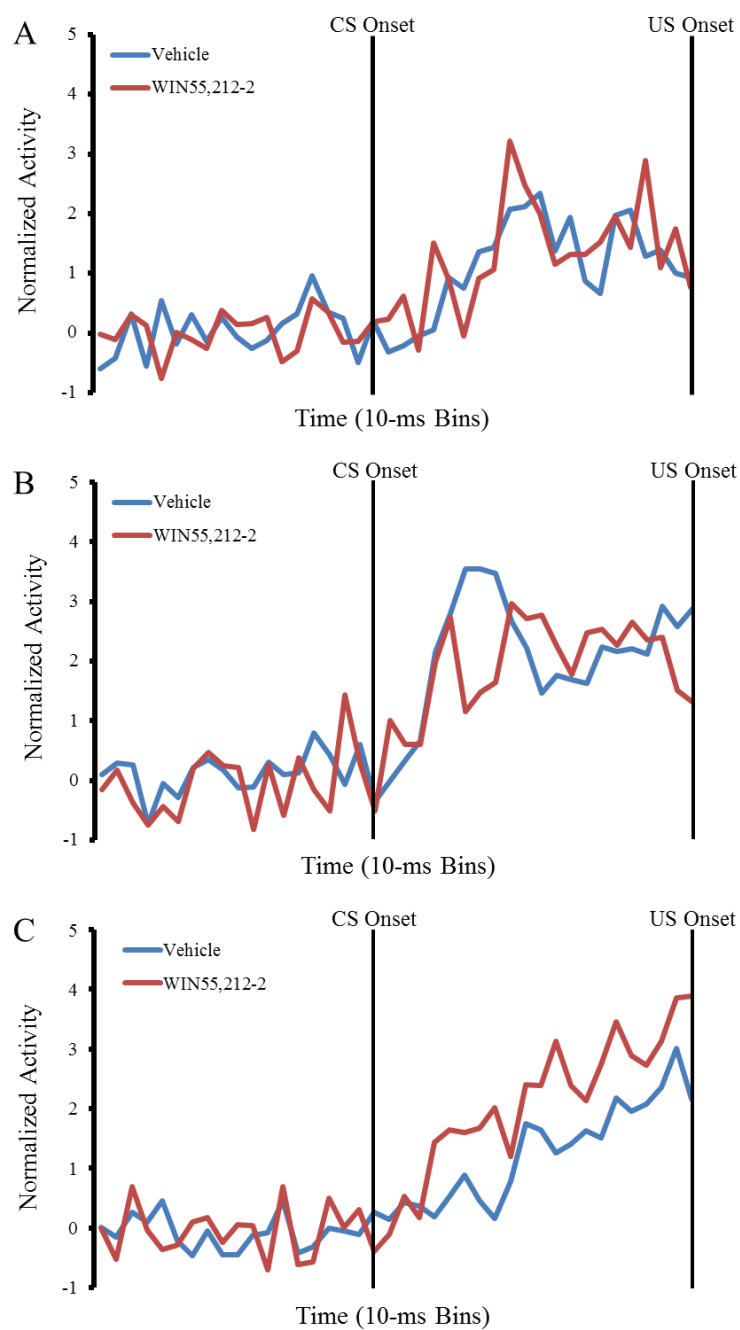 A
CS Onset
US Onset
5
4
3
2
1
0
-1
Vehicle
WIN55,212-2
Normalized Activity
Time (10-ms Bins)
B
CS Onset
US Onset
5
4
3
2
1
0
-1
Vehicle
WIN55,212-2
Normalized Activity
Time (10-ms Bins)
C
CS Onset
US Onset
5
4
3
2
1
0
-1
Vehicle
WIN55,212-2
Normalized Activity
Time (10-ms Bins)